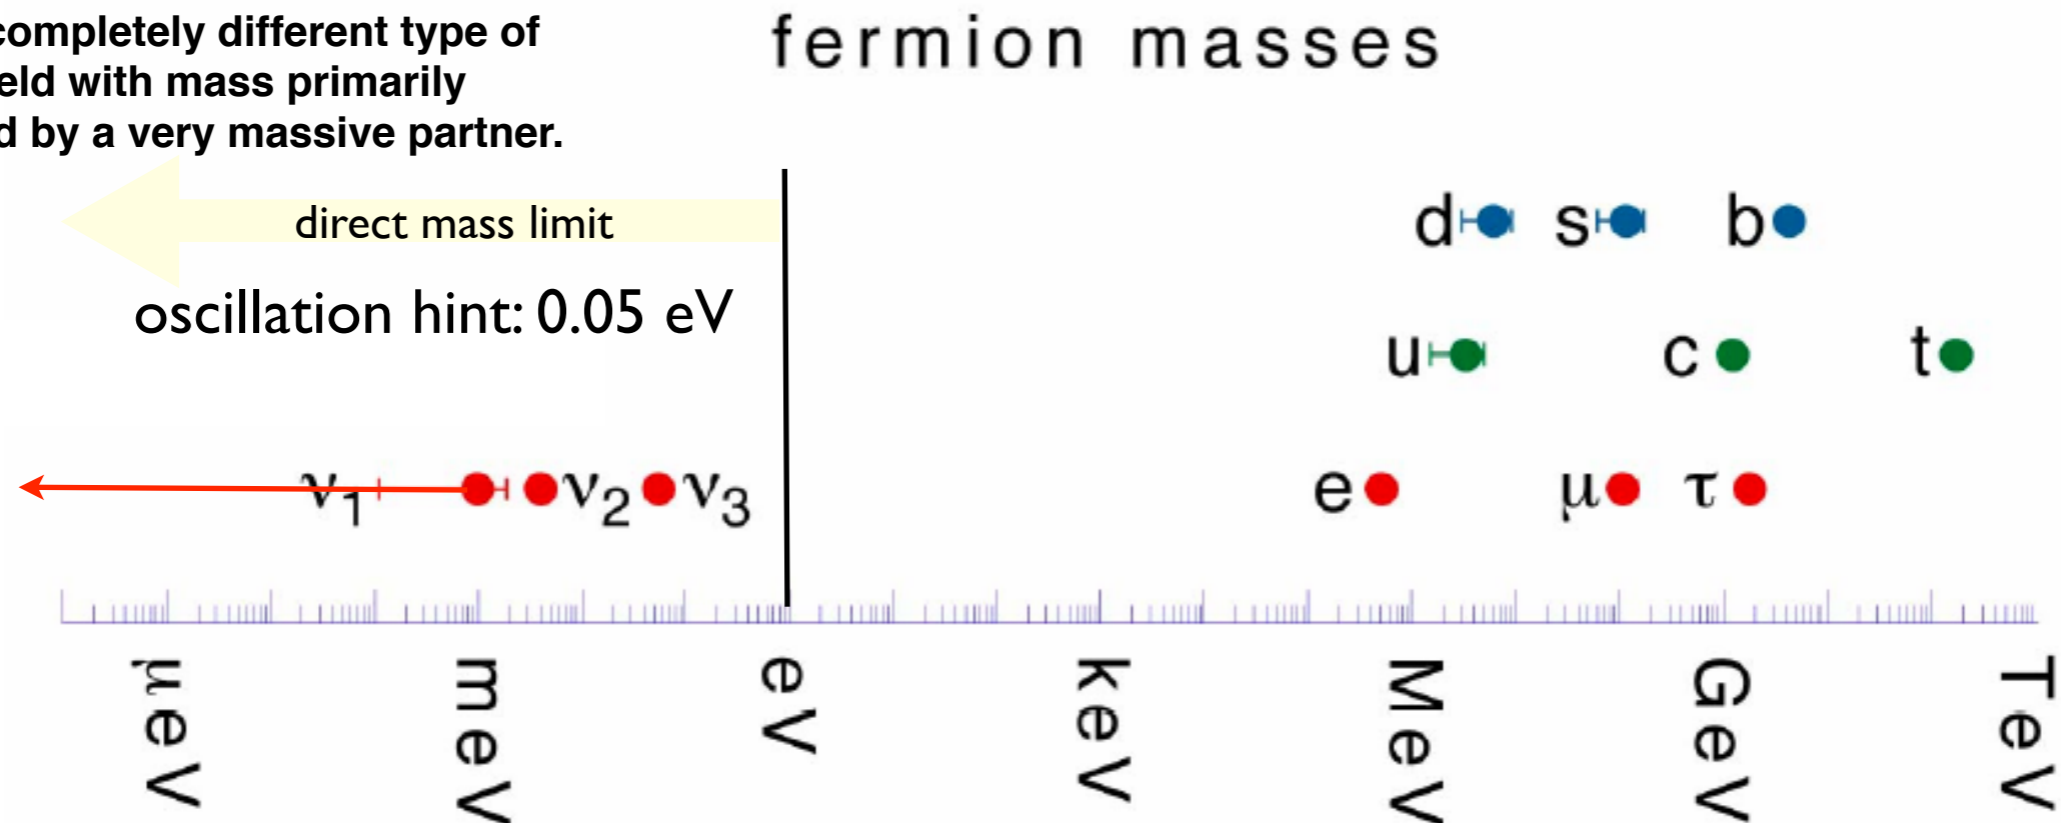 completely different type of
eld with mass primarily
d by a very massive partner.
fermion masses
direct mass limit
oscillation hint: 0.05 eV
d s b
u c t
ν1 ν2 ν3 e μ τ
μeV meV eV keV MeV GeV TeV